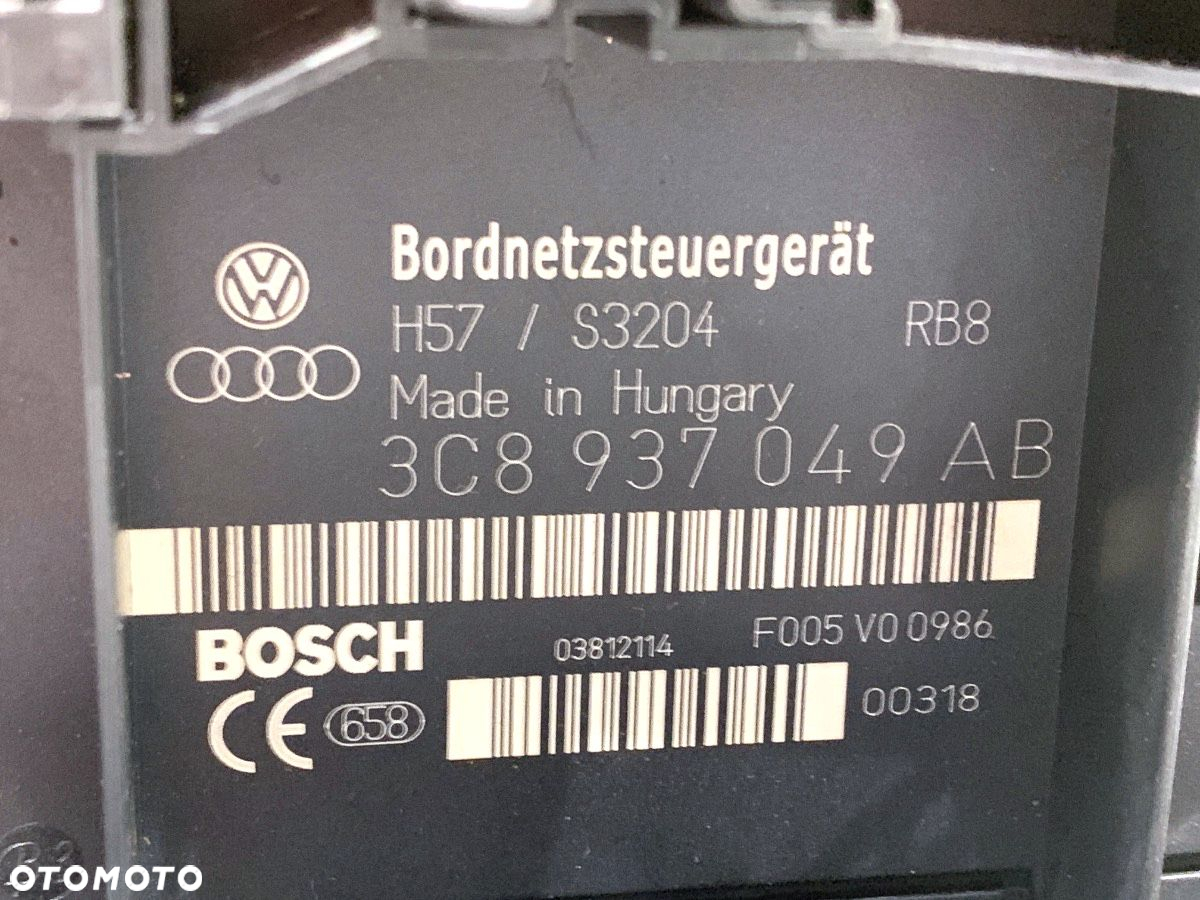 Bordnetzsteuergerät
H57 / S3204 RB8
Made in Hungary
3C8 937 049 AB
BOSCH 03812114 F005 V0 0986
CE 658 00318
OTOMOTO